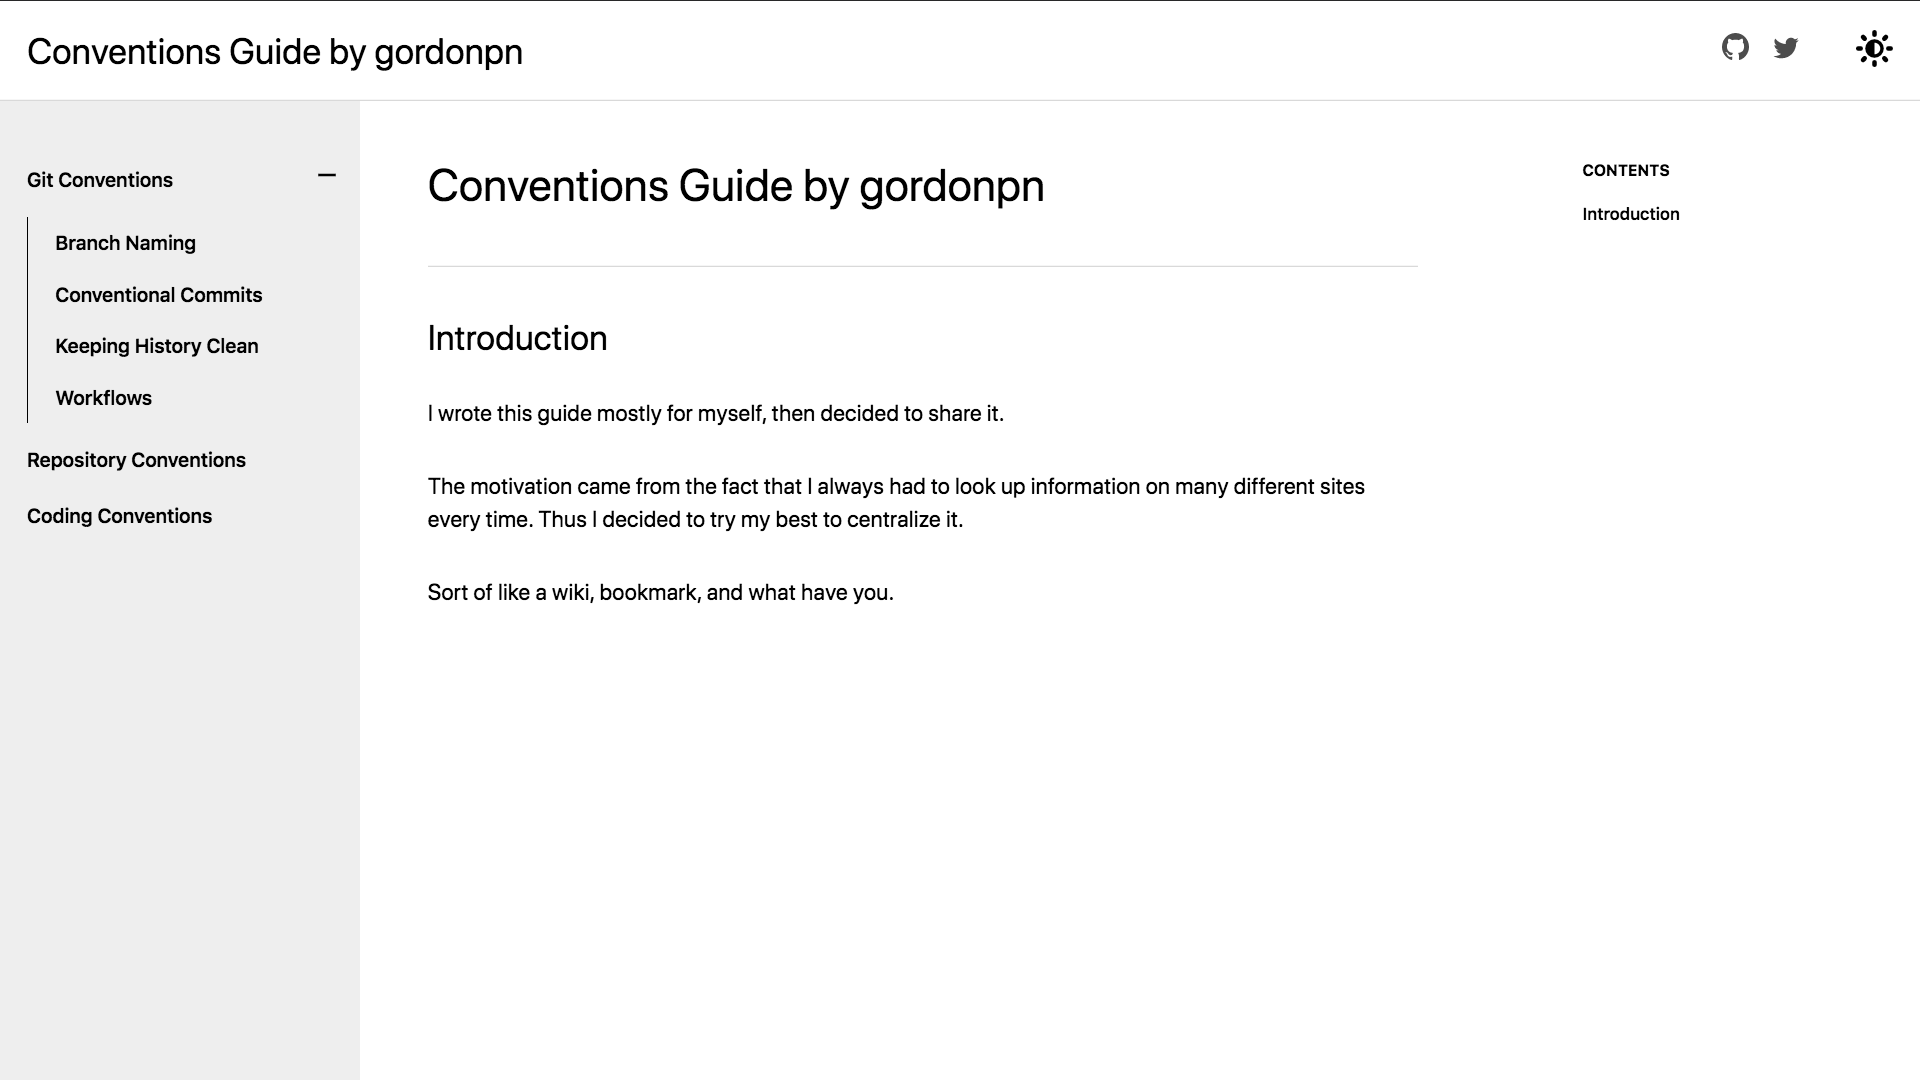 Conventions Guide by gordonpn
Git Conventions
Branch Naming
Conventional Commits
Keeping History Clean
Workflows
Repository Conventions
Coding Conventions
Conventions Guide by gordonpn
Introduction
I wrote this guide mostly for myself, then decided to share it.
The motivation came from the fact that I always had to look up information on many different sites
every time. Thus I decided to try my best to centralize it.
Sort of like a wiki, bookmark, and what have you.
CONTENTS
Introduction